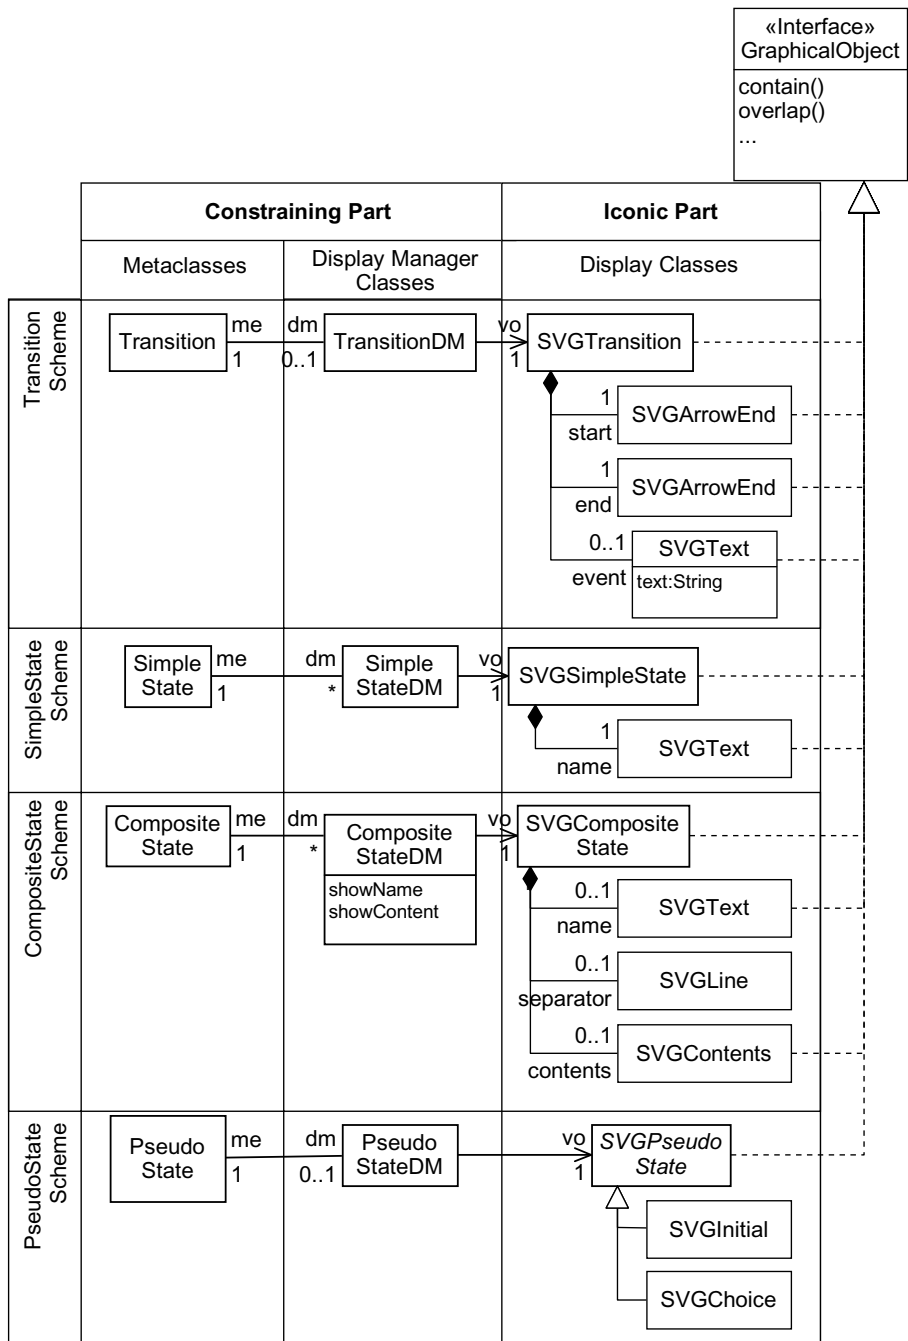 «Interface»
GraphicalObject
contain()
overlap()
...
Constraining Part
Iconic Part
Metaclasses
Display Manager
Classes
Display Classes
Transition
Scheme
Transition
me
1
dm
0..1
TransitionDM
vo
1
SVGTransition
1
start
SVGArrowEnd
1
end
SVGArrowEnd
0..1
event
SVGText
text:String
SimpleState
Scheme
Simple
State
me
1
dm
*
Simple
StateDM
vo
1
SVGSimpleState
1
name
SVGText
CompositeState
Scheme
Composite
State
me
1
dm
*
Composite
StateDM
showName
showContent
vo
1
SVGComposite
State
0..1
name
SVGText
0..1
separator
SVGLine
0..1
contents
SVGContents
PseudoState
Scheme
Pseudo
State
me
1
dm
0..1
Pseudo
StateDM
vo
1
SVGPseudo
State
SVGInitial
SVGChoice